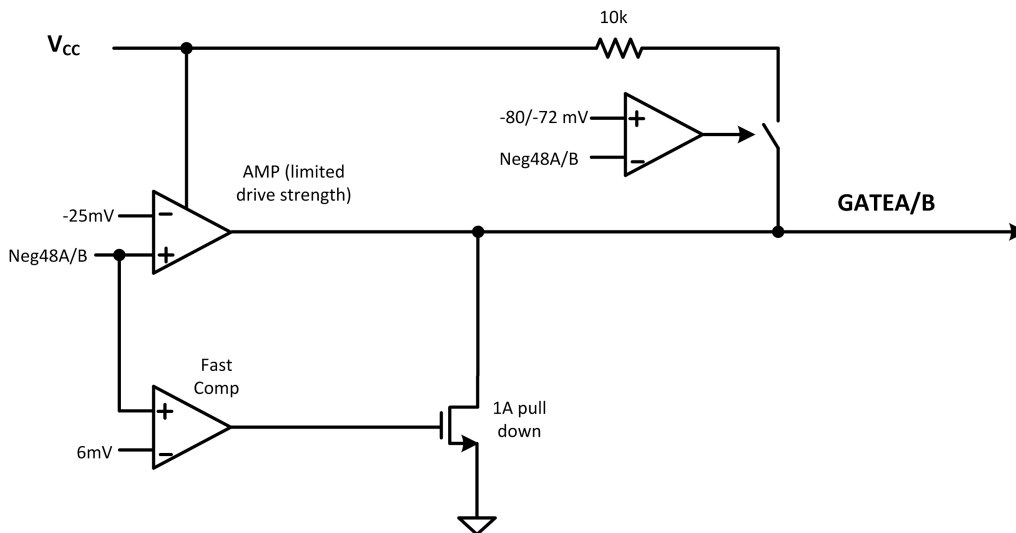 10k
VCC
-80/-72 mV
+
Neg48A/B
-
AMP (limited
drive strength)
GATEA/B
-25mV
-
Neg48A/B
+
Fast
Comp
+
1A pull
down
6mV
-